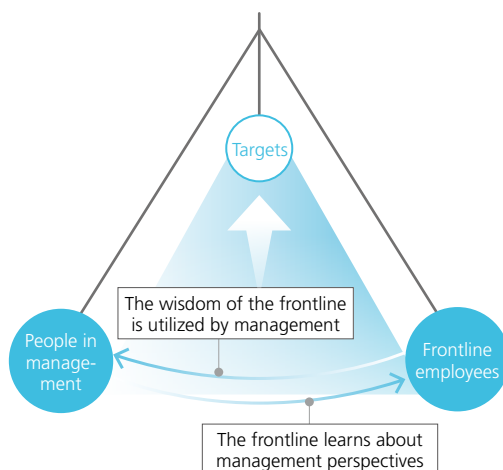 Targets
The wisdom of the frontline
is utilized by management
People in
manage-
ment
Frontline
employees
The frontline learns about
management perspectives